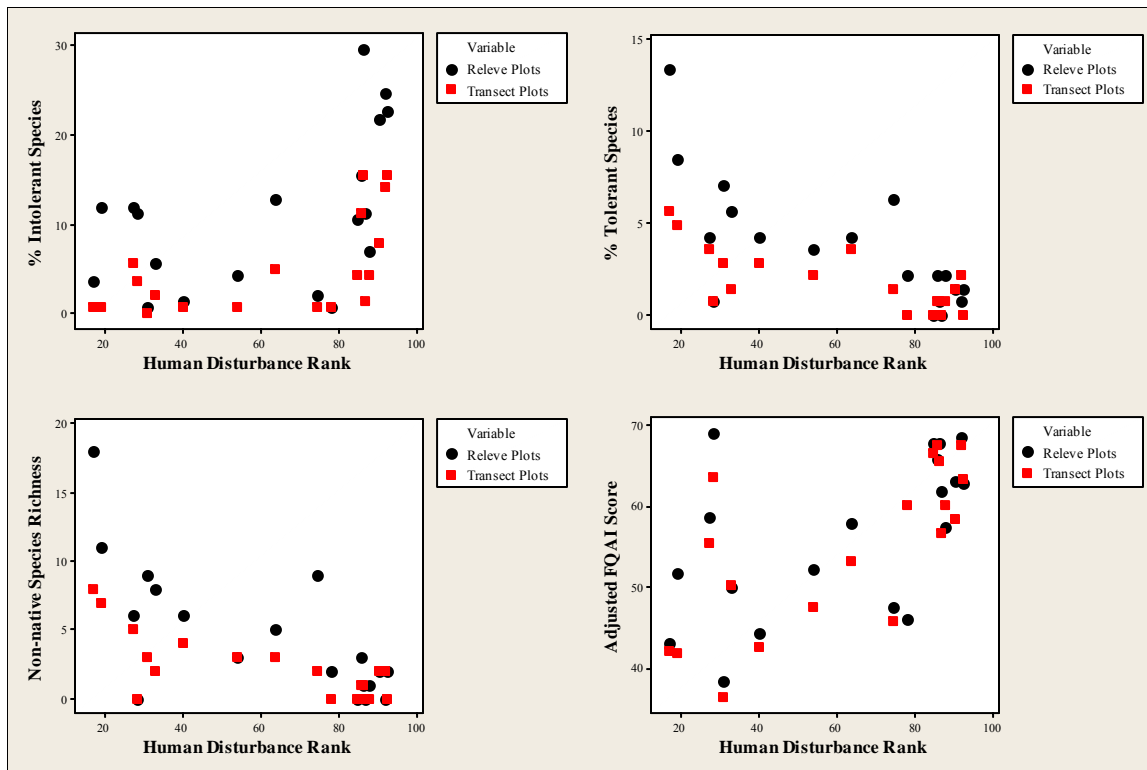 % Intolerant Species
30
20
10
0
20 40 60 80 100
Human Disturbance Rank
Variable
Releve Plots
Transect Plots
% Tolerant Species
15
10
5
0
20 40 60 80 100
Human Disturbance Rank
Variable
Releve Plots
Transect Plots
Non-native Species Richness
20
15
10
5
0
20 40 60 80 100
Human Disturbance Rank
Variable
Releve Plots
Transect Plots
Adjusted FQAI Score
70
60
50
40
20 40 60 80 100
Human Disturbance Rank
Variable
Releve Plots
Transect Plots